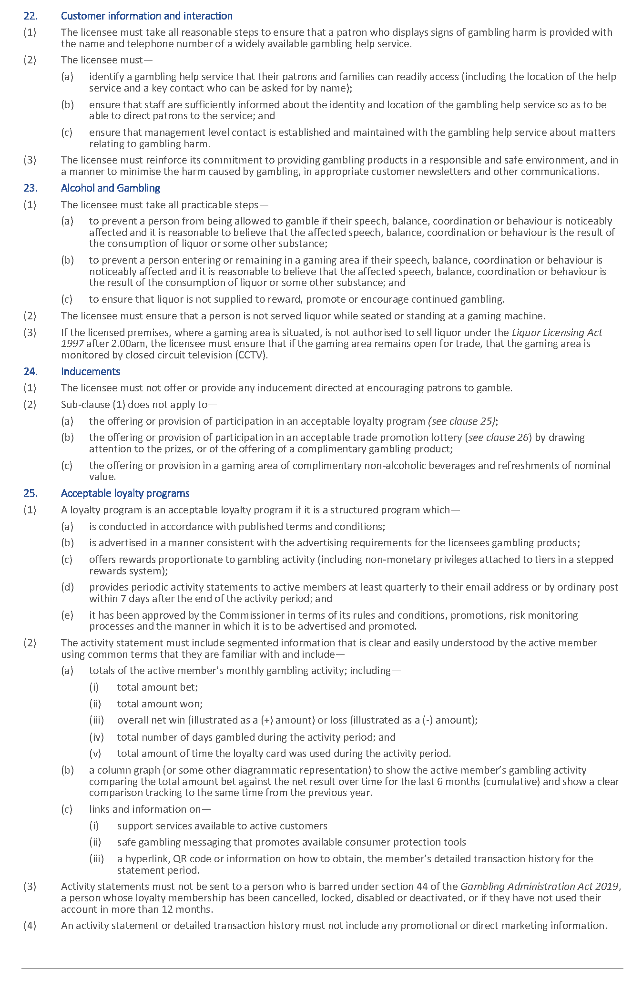 22. Customer information and interaction
(1) The licensee must take all reasonable steps to ensure that a patron who displays signs of gambling harm is provided with
the name and telephone number of a widely available gambling help service.
(2) The licensee must—
(a) identify a gambling help service that their patrons and families can readily access (including the location of the help
service and a key contact who can be asked for by name);
(b) ensure that staff are sufficiently informed about the identity and location of the gambling help service so as to be
able to direct patrons to the service; and
(c) ensure that management level contact is established and maintained with the gambling help service about matters
relating to gambling harm.
(3) The licensee must reinforce its commitment to providing gambling products in a responsible and safe environment, and in
a manner to minimise the harm caused by gambling, in appropriate customer newsletters and other communications.
23. Alcohol and Gambling
(1) The licensee must take all practicable steps—
(a) to prevent a person from being allowed to gamble if their speech, balance, coordination or behaviour is noticeably
affected and it is reasonable to believe that the affected speech, balance, coordination or behaviour is the result of
the consumption of liquor or some other substance;
(b) to prevent a person entering or remaining in a gaming area if their speech, balance, coordination or behaviour is
noticeably affected and it is reasonable to believe that the affected speech, balance, coordination or behaviour is
the result of the consumption of liquor or some other substance; and
(c) to ensure that liquor is not supplied to reward, promote or encourage continued gambling.
(2) The licensee must ensure that a person is not served liquor while seated or standing at a gaming machine.
(3) If the licensed premises, where a gaming area is situated, is not authorised to sell liquor under the Liquor Licensing Act
1997 after 2.00am, the licensee must ensure that if the gaming area remains open for trade, that the gaming area is
monitored by closed circuit television (CCTV).
24. Inducements
(1) The licensee must not offer or provide any inducement directed at encouraging patrons to gamble.
(2) Sub-clause (1) does not apply to—
(a) the offering or provision of participation in an acceptable loyalty program (see clause 25);
(b) the offering or provision of participation in an acceptable trade promotion lottery (see clause 26) by drawing
attention to the prizes, or of the offering of a complimentary gambling product;
(c) the offering or provision in a gaming area of complimentary non-alcoholic beverages and refreshments of nominal
value.
25. Acceptable loyalty programs
(1) A loyalty program is an acceptable loyalty program if it is a structured program which—
(a) is conducted in accordance with published terms and conditions;
(b) is advertised in a manner consistent with the advertising requirements for the licensees gambling products;
(c) offers rewards proportionate to gambling activity (including non-monetary privileges attached to tiers in a stepped
rewards system);
(d) provides periodic activity statements to active members at least quarterly to their email address or by ordinary post
within 7 days after the end of the activity period; and
(e) it has been approved by the Commissioner in terms of its rules and conditions, promotions, risk monitoring
processes and the manner in which it is to be advertised and promoted.
(2) The activity statement must include segmented information that is clear and easily understood by the active member
using common terms that they are familiar with and include—
(a) totals of the active member’s monthly gambling activity; including—
(i) total amount bet;
(ii) total amount won;
(iii) overall net win (illustrated as a (+) amount) or loss (illustrated as a (-) amount);
(iv) total number of days gambled during the activity period; and
(v) total amount of time the loyalty card was used during the activity period.
(b) a column graph (or some other diagrammatic representation) to show the active member’s gambling activity
comparing the total amount bet against the net result over time for the last 6 months (cumulative) and show a clear
comparison tracking to the same time from the previous year.
(c) links and information on—
(i) support services available to active customers
(ii) safe gambling messaging that promotes available consumer protection tools
(iii) a hyperlink, QR code or information on how to obtain, the member’s detailed transaction history for the
statement period.
(3) Activity statements must not be sent to a person who is barred under section 44 of the Gambling Administration Act 2019,
a person whose loyalty membership has been cancelled, locked, disabled or deactivated, or if they have not used their
account in more than 12 months.
(4) An activity statement or detailed transaction history must not include any promotional or direct marketing information.